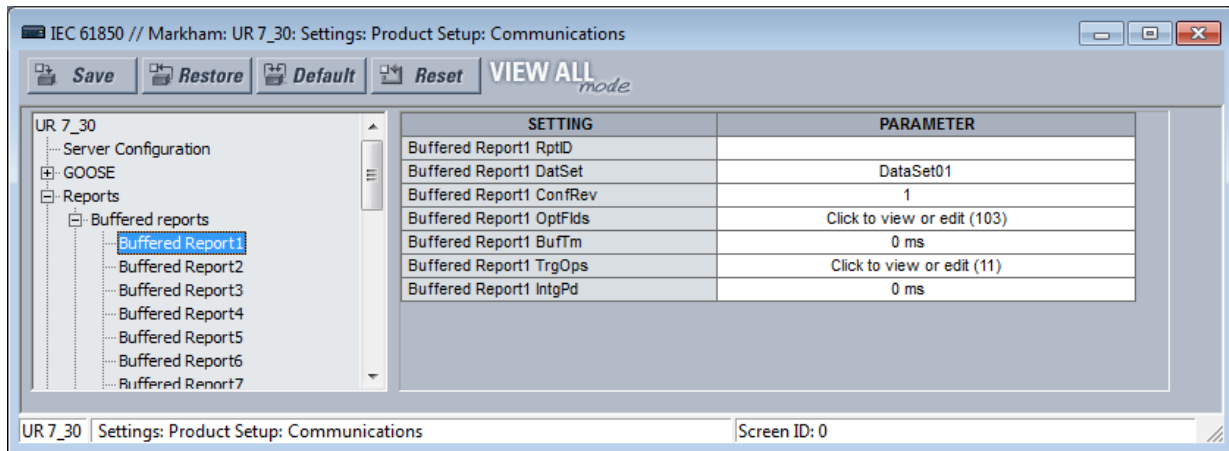 IEC 61850 // Markham: UR 7_30: Settings: Product Setup: Communications
Save Restore Default Reset VIEW ALL mode
UR 7_30
Server Configuration
GOOSE
Reports
Buffered reports
Buffered Report1
Buffered Report2
Buffered Report3
Buffered Report4
Buffered Report5
Buffered Report6
Buffered Report7
SETTING PARAMETER
Buffered Report1 RptID
Buffered Report1 DatSet DataSet01
Buffered Report1 ConfRev 1
Buffered Report1 OptFlds Click to view or edit (103)
Buffered Report1 BufTm 0 ms
Buffered Report1 TrgOps Click to view or edit (11)
Buffered Report1 IntgPd 0 ms
UR 7_30 Settings: Product Setup: Communications Screen ID: 0